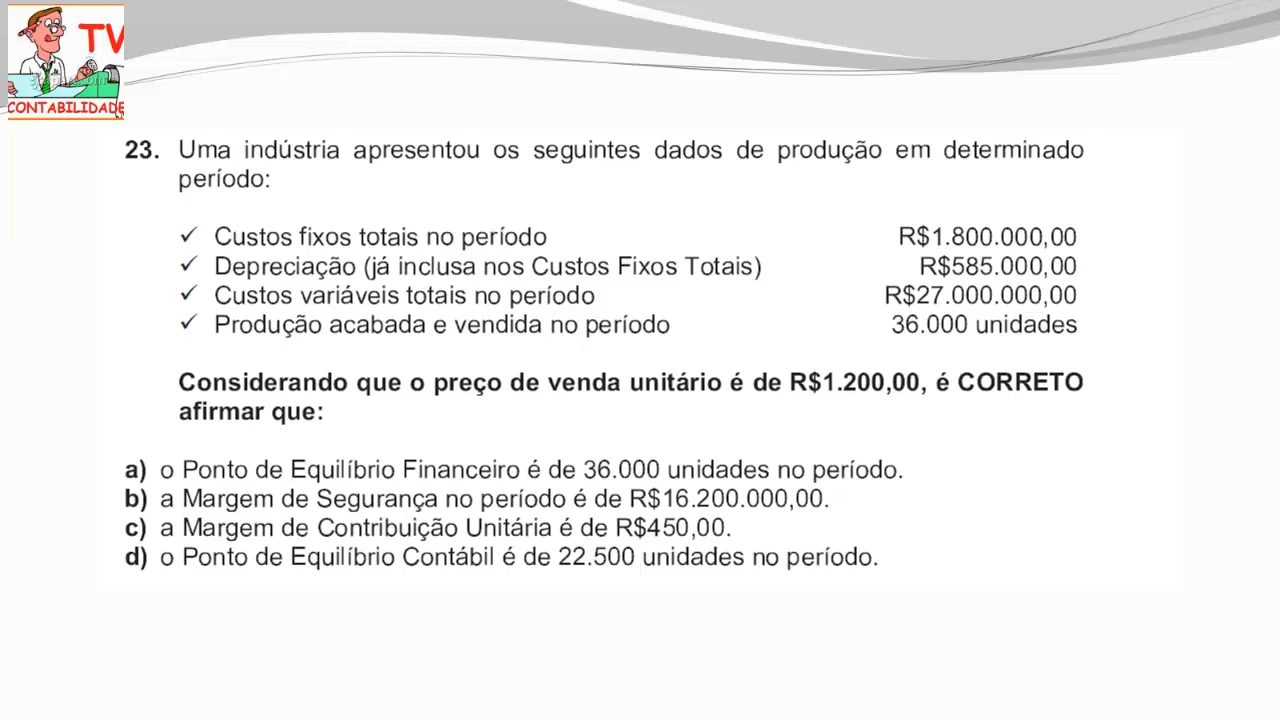 TV
CONTABILIDADE
23. Uma indústria apresentou os seguintes dados de produção em determinado
período:
✓ Custos fixos totais no período R$1.800.000,00
✓ Depreciação (já inclusa nos Custos Fixos Totais) R$585.000,00
✓ Custos variáveis totais no período R$27.000.000,00
✓ Produção acabada e vendida no período 36.000 unidades
Considerando que o preço de venda unitário é de R$1.200,00, é CORRETO
afirmar que:
a) o Ponto de Equilíbrio Financeiro é de 36.000 unidades no período.
b) a Margem de Segurança no período é de R$16.200.000,00.
c) a Margem de Contribuição Unitária é de R$450,00.
d) o Ponto de Equilíbrio Contábil é de 22.500 unidades no período.